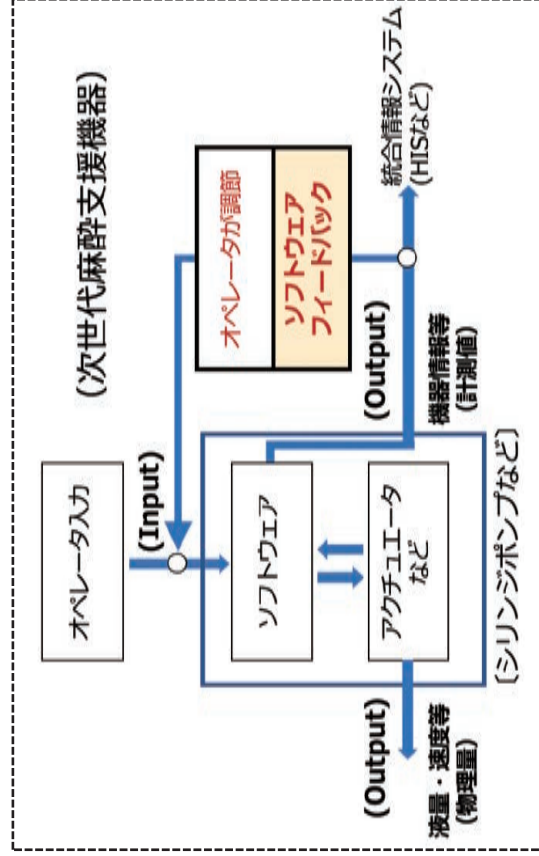 (次世代麻酔支援機器)
オペレータ入力
(Input)
オペレータが調節
ソフトウェア
フィードバック
ソフトウェア
アクチュエータ
など
(Output)
液量・速度等
(物理量)
(Output)
機器情報等
(計測値)
統合情報システム
(HISなど)
(シリンジポンプなど)